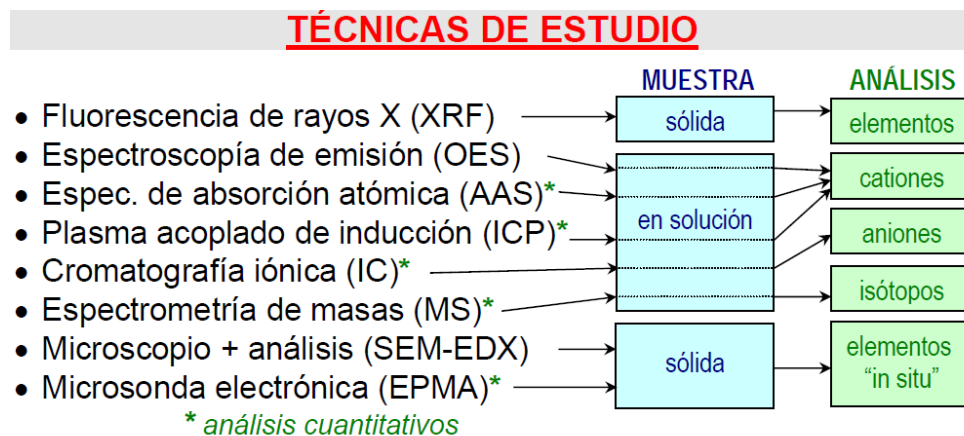 TÉCNICAS DE ESTUDIO
MUESTRA
ANÁLISIS
• Fluorescencia de rayos X (XRF)
• Espectroscopía de emisión (OES)
• Espec. de absorción atómica (AAS)*
• Plasma acoplado de inducción (ICP)*
• Cromatografía iónica (IC)*
• Espectrometría de masas (MS)*
• Microscopio + análisis (SEM-EDX)
• Microsonda electrónica (EPMA)*
* análisis cuantitativos
sólida
en solución
sólida
elementos
cationes
aniones
isótopos
elementos
“in situ”